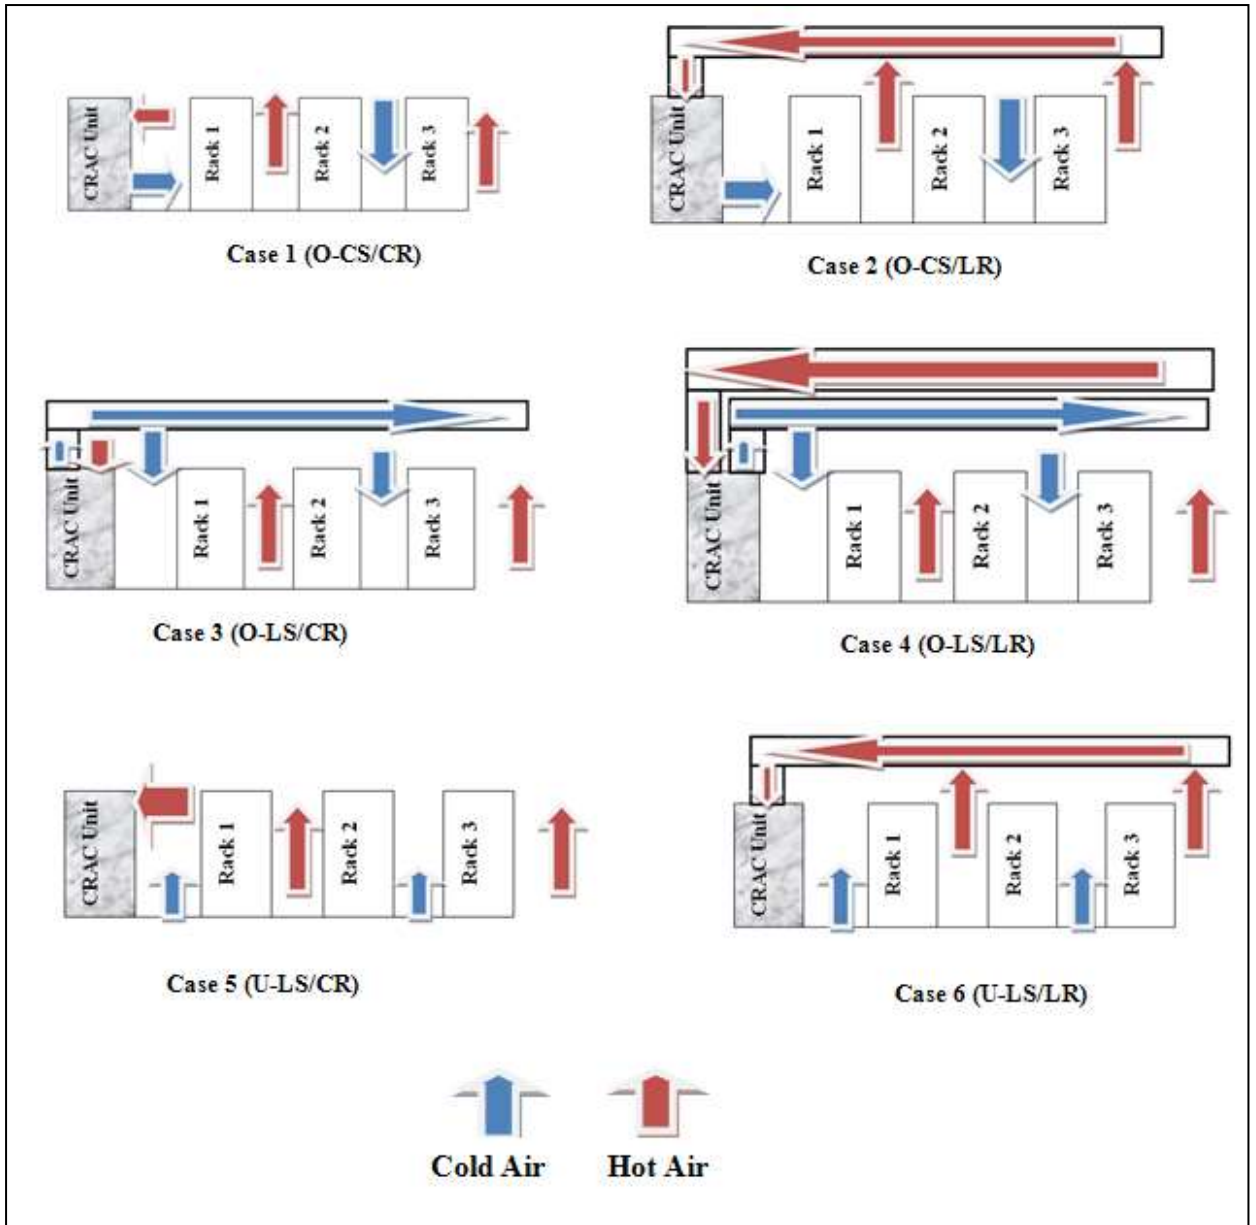 CRAC Unit
Rack 1
Rack 2
Rack 3
Case 1 (O-CS/CR)
CRAC Unit
Rack 1
Rack 2
Rack 3
Case 2 (O-CS/LR)
CRAC Unit
Rack 1
Rack 2
Rack 3
Case 3 (O-LS/CR)
CRAC Unit
Rack 1
Rack 2
Rack 3
Case 4 (O-LS/LR)
CRAC Unit
Rack 1
Rack 2
Rack 3
Case 5 (U-LS/CR)
CRAC Unit
Rack 1
Rack 2
Rack 3
Case 6 (U-LS/LR)
Cold Air
Hot Air